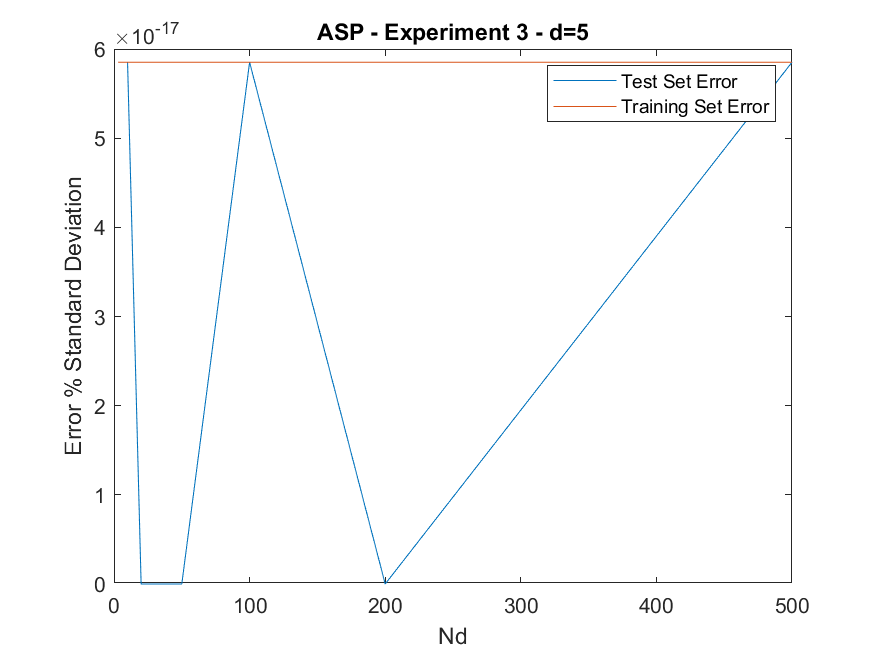 ASP - Experiment 3 - d=5
×10^-17
6
5
4
3
2
1
0
Error % Standard Deviation
Test Set Error
Training Set Error
0 100 200 300 400 500
Nd